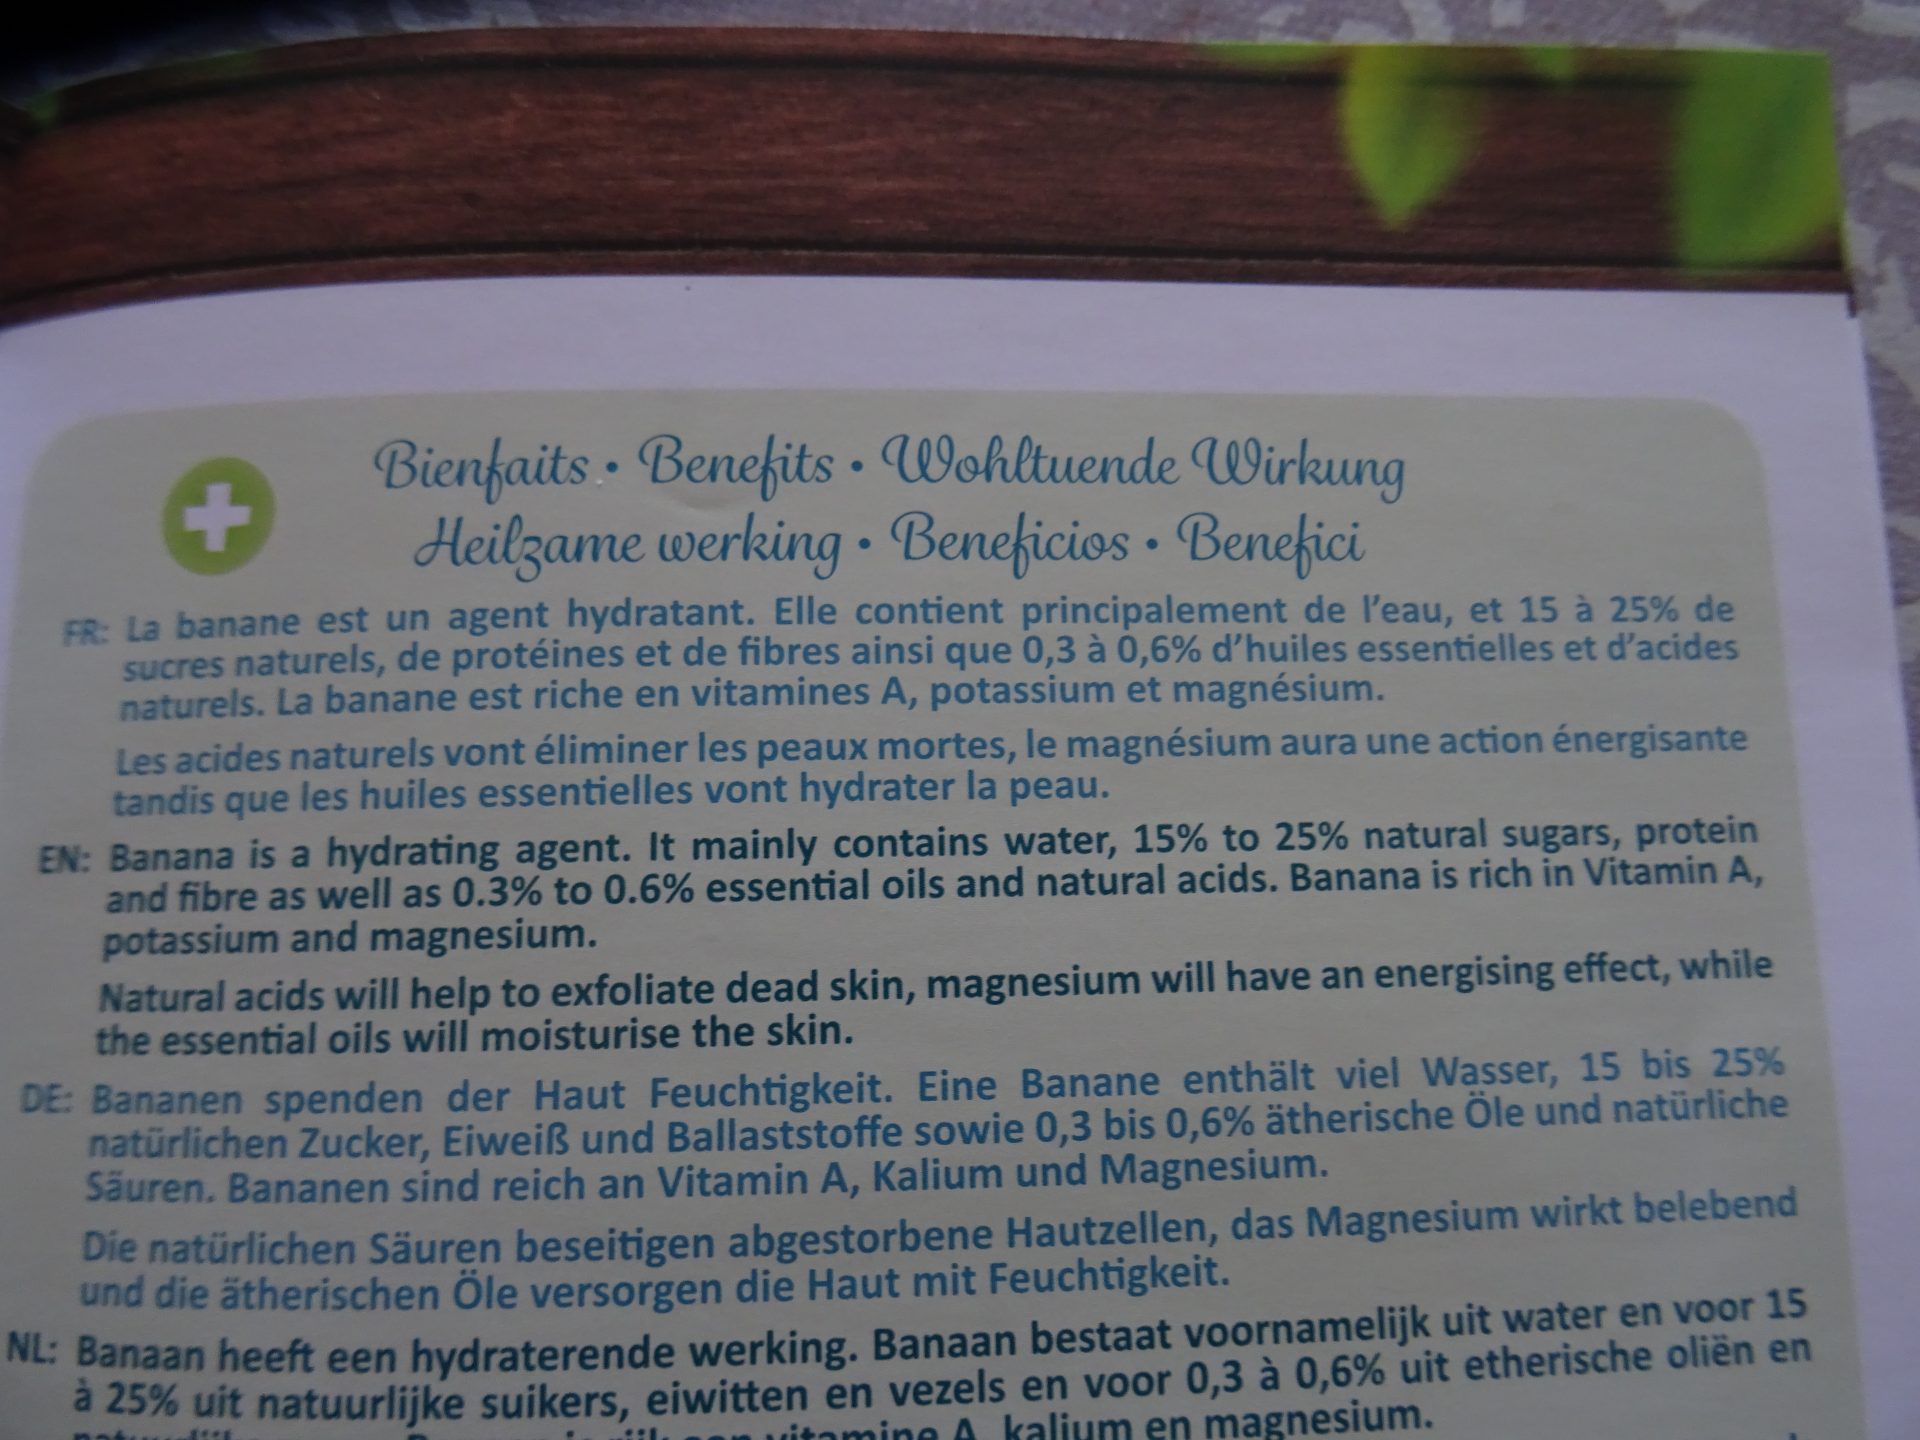 Bienfaits • Benefits • Wohltuende Wirkung
Heilzame werking • Beneficios • Benefici
FR: La banane est un agent hydratant. Elle contient principalement de l'eau, et 15 à 25% de
sucres naturels, de protéines et de fibres ainsi que 0,3 à 0,6% d'huiles essentielles et d'acides
naturels. La banane est riche en vitamines A, potassium et magnésium.
Les acides naturels vont éliminer les peaux mortes, le magnésium aura une action énergisante
tandis que les huiles essentielles vont hydrater la peau.
EN: Banana is a hydrating agent. It mainly contains water, 15% to 25% natural sugars, protein
and fibre as well as 0.3% to 0.6% essential oils and natural acids. Banana is rich in Vitamin A,
potassium and magnesium.
Natural acids will help to exfoliate dead skin, magnesium will have an energising effect, while
the essential oils will moisturise the skin.
DE: Bananen spenden der Haut Feuchtigkeit. Eine Banane enthält viel Wasser, 15 bis 25%
natürlichen Zucker, Eiweiß und Ballaststoffe sowie 0,3 bis 0,6% ätherische Öle und natürliche
Säuren. Bananen sind reich an Vitamin A, Kalium und Magnesium.
Die natürlichen Säuren beseitigen abgestorbene Hautzellen, das Magnesium wirkt belebend
und die ätherischen Öle versorgen die Haut mit Feuchtigkeit.
NL: Banaan heeft een hydraterende werking. Banaan bestaat voornamelijk uit water en voor 15
à 25% uit natuurlijke suikers, eiwitten en vezels en voor 0,3 à 0,6% uit etherische oliën en
vitamine A, kalium en magnesium.